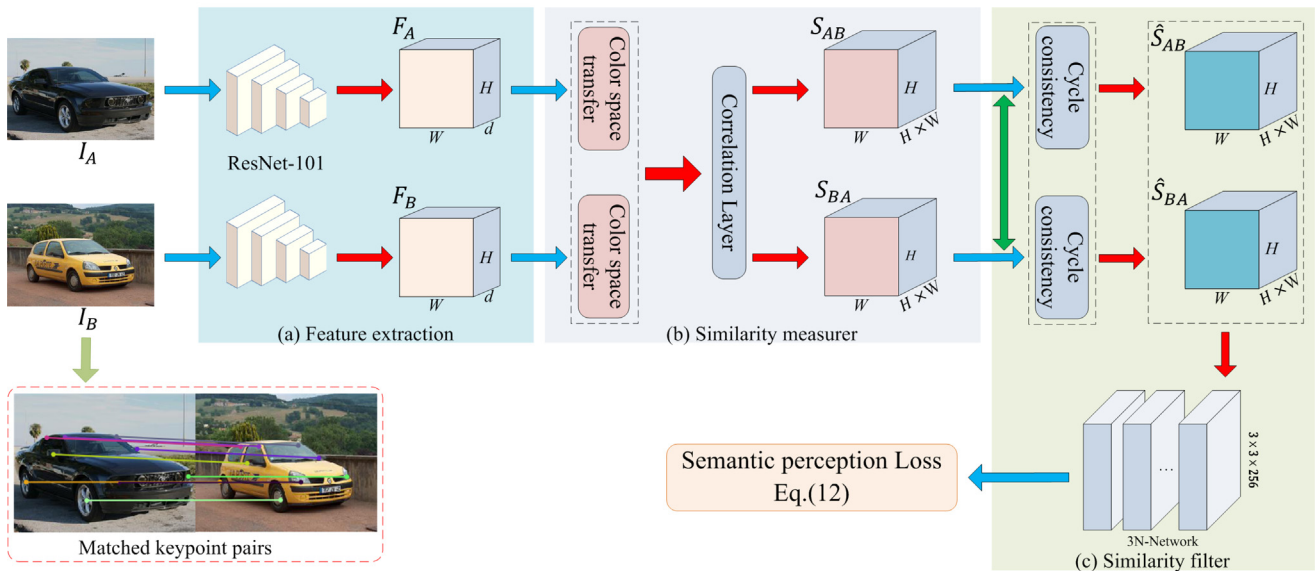 I_A
ResNet-101
F_A
H
W
d
Color space
transfer
Correlation Layer
S_AB
H
W
H × W
Cycle
consistency
Ŝ_AB
H
W
H × W
I_B
F_B
H
W
d
(a) Feature extraction
Color space
transfer
S_BA
H
W
H × W
(b) Similarity measurer
Cycle
consistency
Ŝ_BA
H
W
H × W
Matched keypoint pairs
Semantic perception Loss
Eq.(12)
...
3 x 3 x 256
3N-Network
(c) Similarity filter